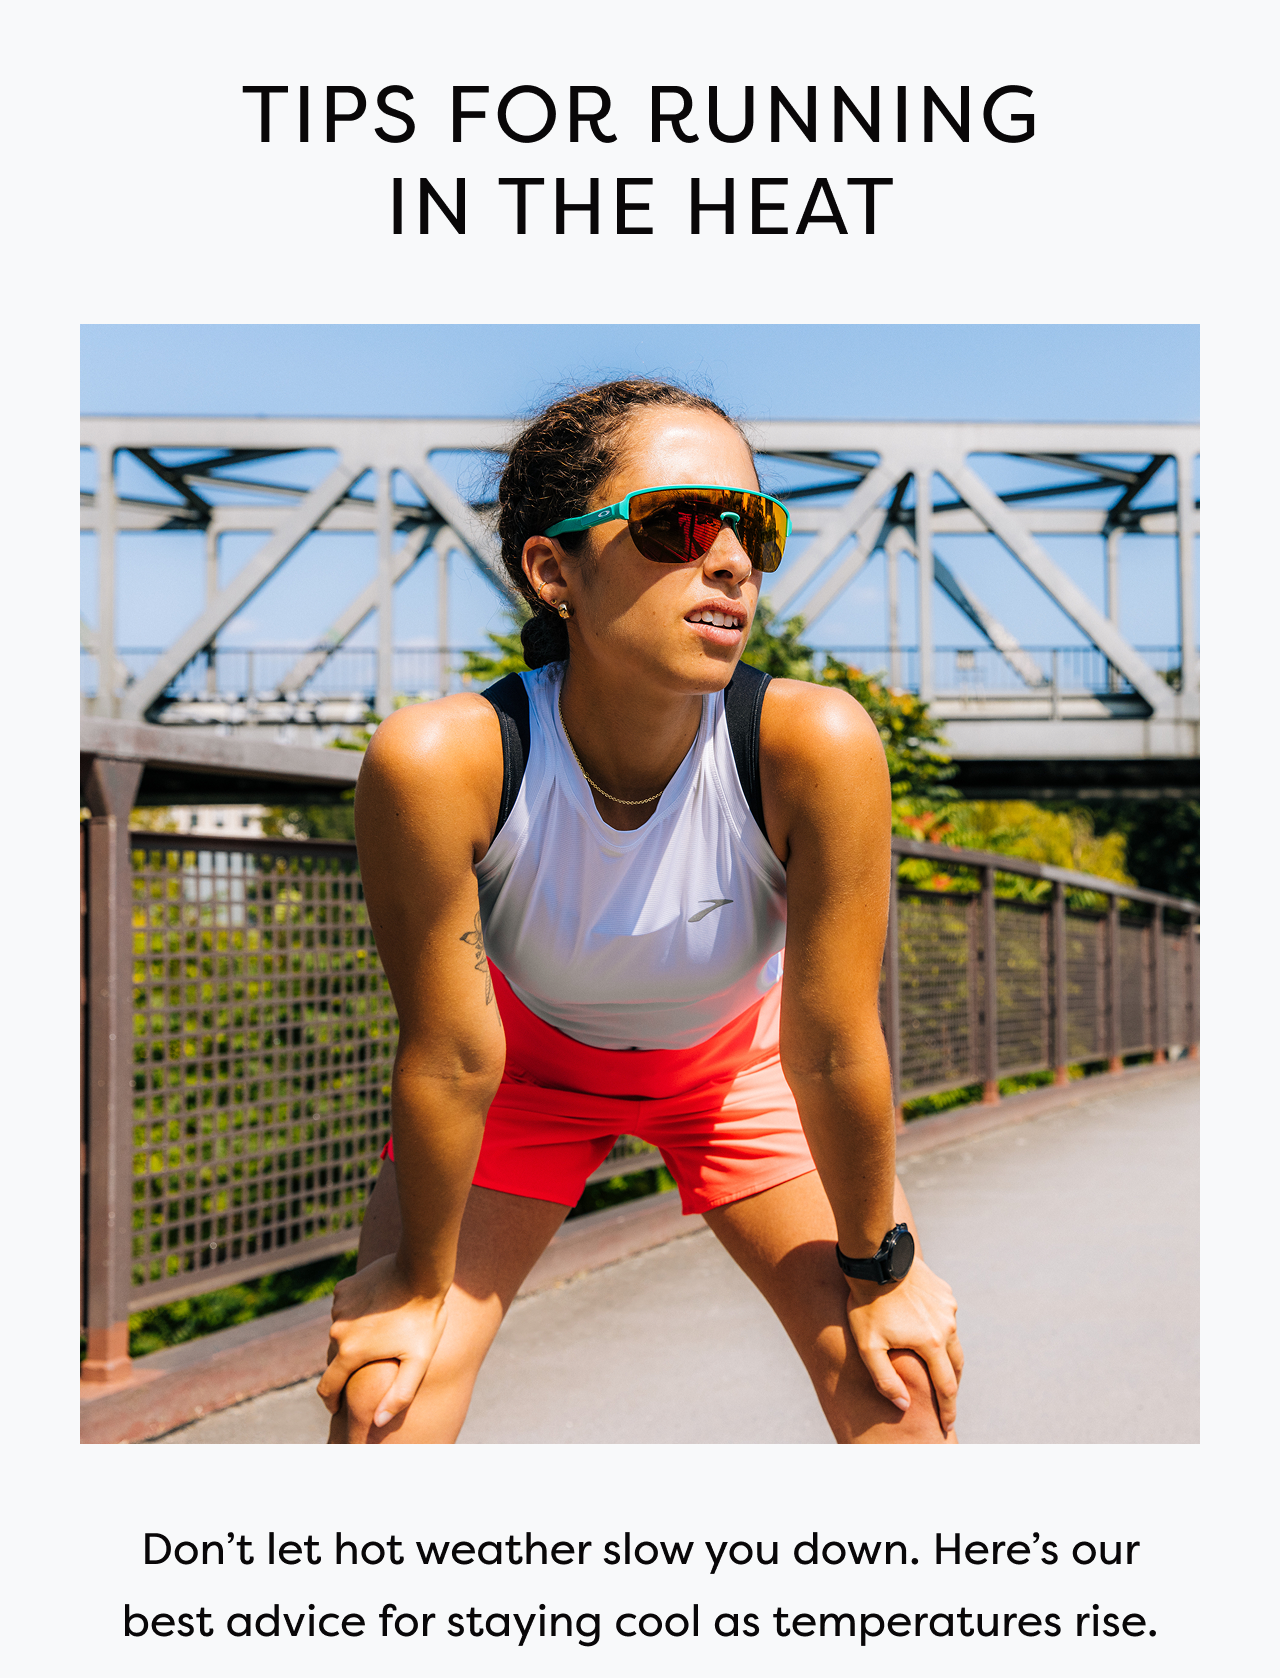 TIPS FOR RUNNING
IN THE HEAT
Don’t let hot weather slow you down. Here’s our
best advice for staying cool as temperatures rise.